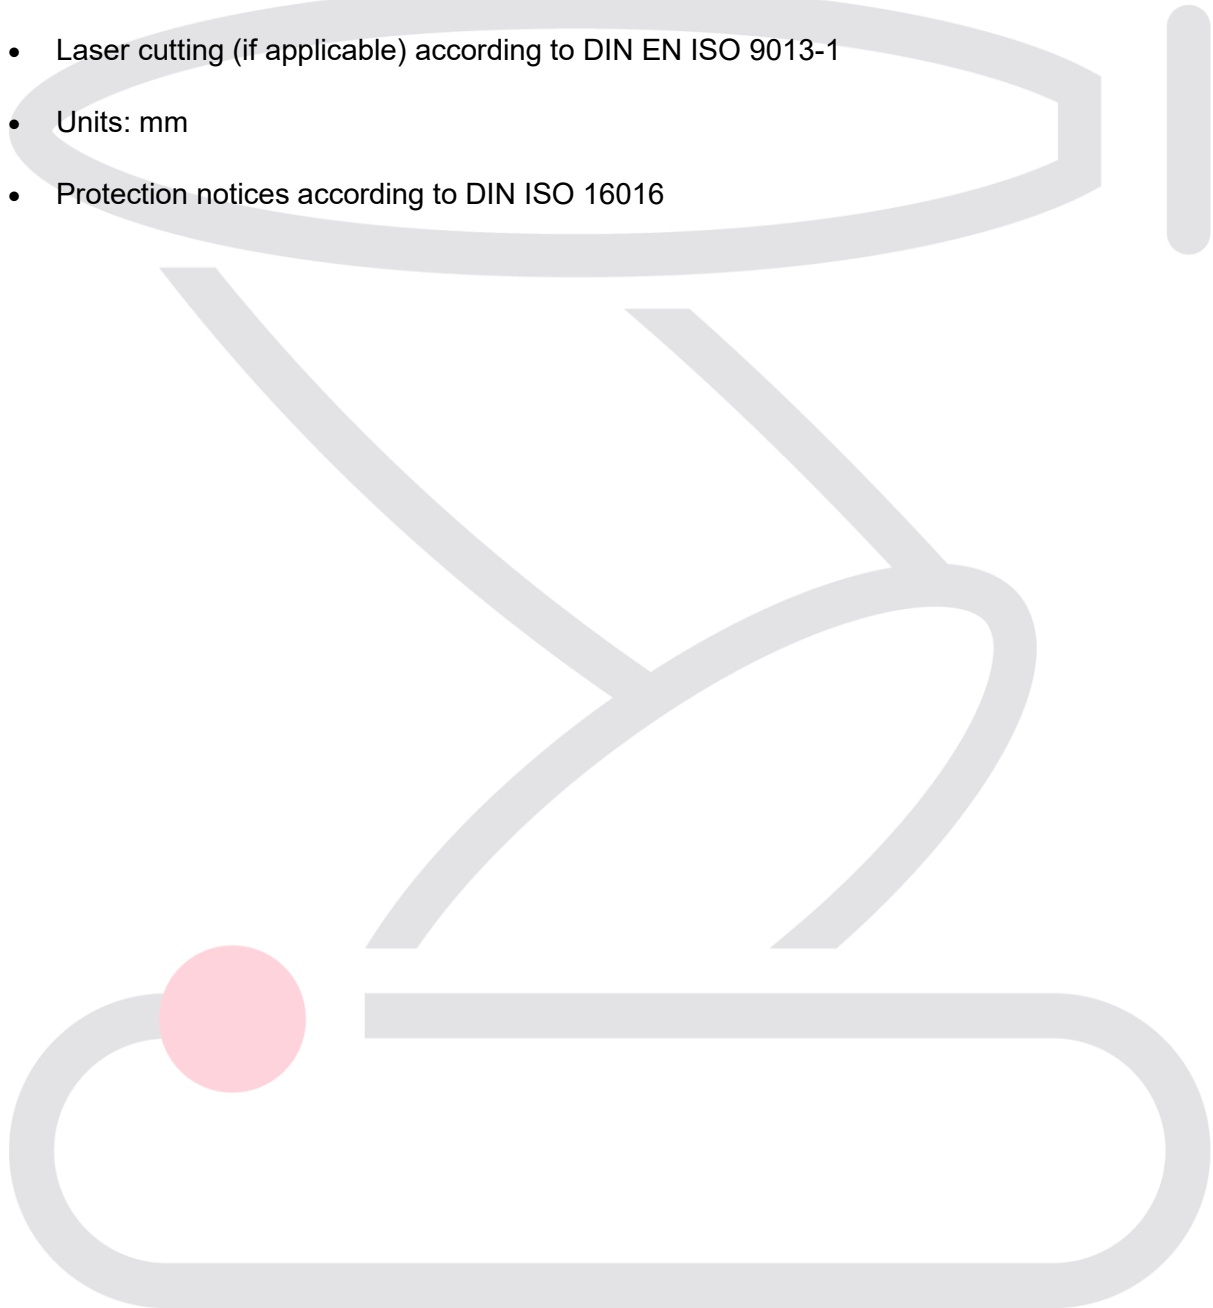 • Laser cutting (if applicable) according to DIN EN ISO 9013-1
• Units: mm
• Protection notices according to DIN ISO 16016